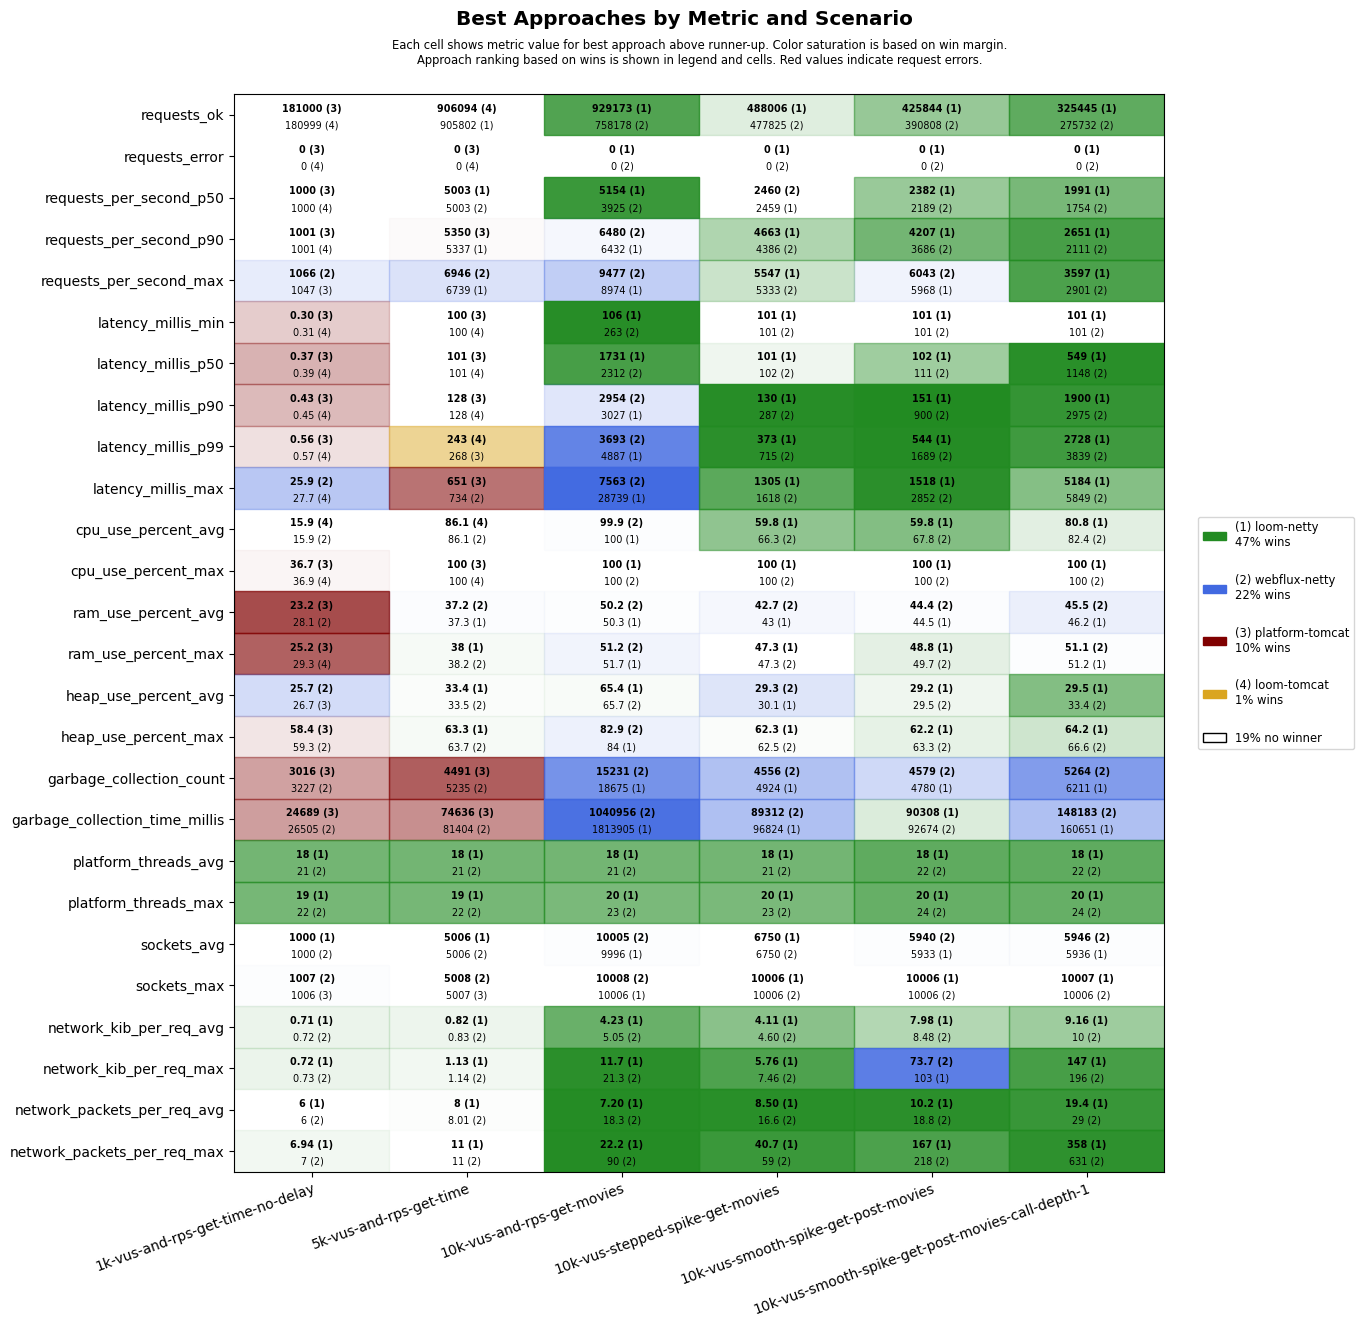 Best Approaches by Metric and Scenario
Each cell shows metric value for best approach above runner-up. Color saturation is based on win margin.
Approach ranking based on wins is shown in legend and cells. Red values indicate request errors.
requests_ok
181000 (3) 906094 (4) 929173 (1) 488006 (1) 425844 (1) 325445 (1)
180999 (4) 905802 (1) 758178 (2) 477825 (2) 390808 (2) 275732 (2)
requests_error
0 (3) 0 (3) 0 (1) 0 (1) 0 (1) 0 (1)
0 (4) 0 (4) 0 (2) 0 (2) 0 (2) 0 (2)
requests_per_second_p50
1000 (3) 5003 (1) 5154 (1) 2460 (2) 2382 (1) 1991 (1)
1000 (4) 5003 (2) 3925 (2) 2459 (1) 2189 (2) 1754 (2)
requests_per_second_p90
1001 (3) 5350 (3) 6480 (2) 4663 (1) 4207 (1) 2651 (1)
1001 (4) 5337 (1) 6432 (1) 4386 (2) 3686 (2) 2111 (2)
requests_per_second_max
1066 (2) 6946 (2) 9477 (2) 5547 (1) 6043 (2) 3597 (1)
1047 (3) 6739 (1) 8974 (1) 5333 (2) 5968 (1) 2901 (2)
latency_millis_min
0.30 (3) 100 (3) 106 (1) 101 (1) 101 (1) 101 (1)
0.31 (4) 100 (4) 263 (2) 101 (2) 101 (2) 101 (2)
latency_millis_p50
0.37 (3) 101 (3) 1731 (1) 101 (1) 102 (1) 549 (1)
0.39 (4) 101 (4) 2312 (2) 102 (2) 111 (2) 1148 (2)
latency_millis_p90
0.43 (3) 128 (3) 2954 (2) 130 (1) 151 (1) 1900 (1)
0.45 (4) 128 (4) 3027 (1) 287 (2) 900 (2) 2975 (2)
latency_millis_p99
0.56 (3) 243 (4) 3693 (2) 373 (1) 544 (1) 2728 (1)
0.57 (4) 268 (3) 4887 (1) 715 (2) 1689 (2) 3839 (2)
latency_millis_max
25.9 (2) 651 (3) 7563 (2) 1305 (1) 1518 (1) 5184 (1)
27.7 (4) 734 (2) 28739 (1) 1618 (2) 2852 (2) 5849 (2)
cpu_use_percent_avg
15.9 (4) 86.1 (4) 99.9 (2) 59.8 (1) 59.8 (1) 80.8 (1)
15.9 (2) 86.1 (2) 100 (1) 66.3 (2) 67.8 (2) 82.4 (2)
cpu_use_percent_max
36.7 (3) 100 (3) 100 (1) 100 (1) 100 (1) 100 (1)
36.9 (4) 100 (4) 100 (2) 100 (2) 100 (2) 100 (2)
ram_use_percent_avg
23.2 (3) 37.2 (2) 50.2 (2) 42.7 (2) 44.4 (2) 45.5 (2)
28.1 (2) 37.3 (1) 50.3 (1) 43 (1) 44.5 (1) 46.2 (1)
ram_use_percent_max
25.2 (3) 38 (1) 51.2 (2) 47.3 (1) 48.8 (1) 51.1 (2)
29.3 (4) 38.2 (2) 51.7 (1) 47.3 (2) 49.7 (2) 51.2 (1)
heap_use_percent_avg
25.7 (2) 33.4 (1) 65.4 (1) 29.3 (2) 29.2 (1) 29.5 (1)
26.7 (3) 33.5 (2) 65.7 (2) 30.1 (1) 29.5 (2) 33.4 (2)
heap_use_percent_max
58.4 (3) 63.3 (1) 82.9 (2) 62.3 (1) 62.2 (1) 64.2 (1)
59.3 (2) 63.7 (2) 84 (1) 62.5 (2) 63.3 (2) 66.6 (2)
garbage_collection_count
3016 (3) 4491 (3) 15231 (2) 4556 (2) 4579 (2) 5264 (2)
3227 (2) 5235 (2) 18675 (1) 4924 (1) 4780 (1) 6211 (1)
garbage_collection_time_millis
24689 (3) 74636 (3) 1040956 (2) 89312 (2) 90308 (1) 148183 (2)
26505 (2) 81404 (2) 1813905 (1) 96824 (1) 92674 (2) 160651 (1)
platform_threads_avg
18 (1) 18 (1) 18 (1) 18 (1) 18 (1) 18 (1)
21 (2) 21 (2) 21 (2) 21 (2) 22 (2) 22 (2)
platform_threads_max
19 (1) 19 (1) 20 (1) 20 (1) 20 (1) 20 (1)
22 (2) 22 (2) 23 (2) 23 (2) 24 (2) 24 (2)
sockets_avg
1000 (1) 5006 (1) 10005 (2) 6750 (1) 5940 (2) 5946 (2)
1000 (2) 5006 (2) 9996 (1) 6750 (2) 5933 (1) 5936 (1)
sockets_max
1007 (2) 5008 (2) 10008 (2) 10006 (1) 10006 (1) 10007 (1)
1006 (3) 5007 (3) 10006 (1) 10006 (2) 10006 (2) 10006 (2)
network_kib_per_req_avg
0.71 (1) 0.82 (1) 4.23 (1) 4.11 (1) 7.98 (1) 9.16 (1)
0.72 (2) 0.83 (2) 5.05 (2) 4.60 (2) 8.48 (2) 10 (2)
network_kib_per_req_max
0.72 (1) 1.13 (1) 11.7 (1) 5.76 (1) 73.7 (2) 147 (1)
0.73 (2) 1.14 (2) 21.3 (2) 7.46 (2) 103 (1) 196 (2)
network_packets_per_req_avg
6 (1) 8 (1) 7.20 (1) 8.50 (1) 10.2 (1) 19.4 (1)
6 (2) 8.01 (2) 18.3 (2) 16.6 (2) 18.8 (2) 29 (2)
network_packets_per_req_max
6.94 (1) 11 (1) 22.2 (1) 40.7 (1) 167 (1) 358 (1)
7 (2) 11 (2) 90 (2) 59 (2) 218 (2) 631 (2)
1k-vus-and-rps-get-time-no-delay
5k-vus-and-rps-get-time
10k-vus-and-rps-get-movies
10k-vus-stepped-spike-get-movies
10k-vus-smooth-spike-get-post-movies
10k-vus-smooth-spike-get-post-movies-call-depth-1
(1) loom-netty
47% wins
(2) webflux-netty
22% wins
(3) platform-tomcat
10% wins
(4) loom-tomcat
1% wins
19% no winner